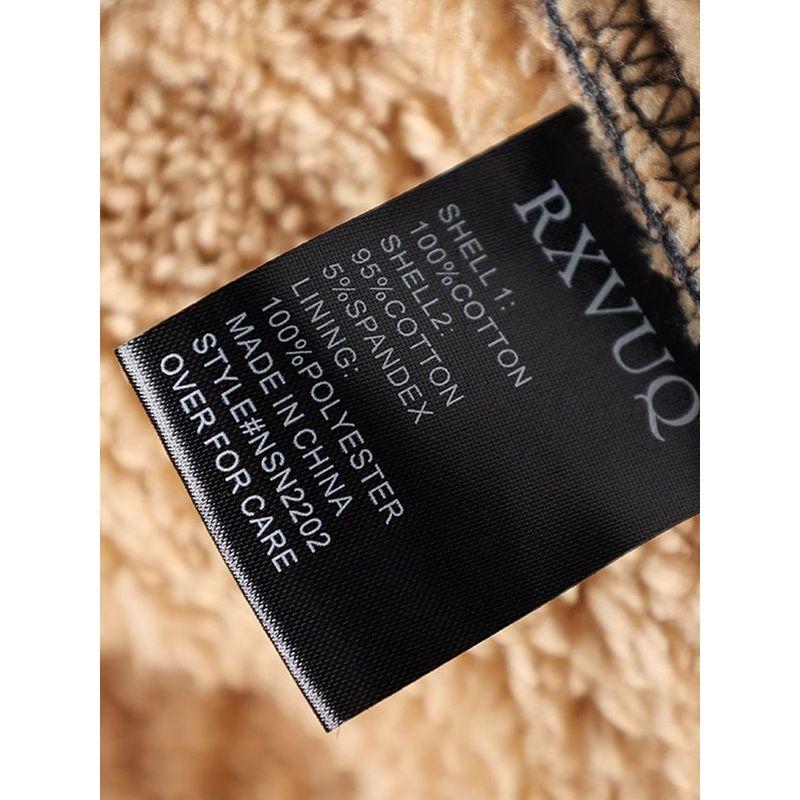 RXVUQ
SHELL 1:
100%COTTON
SHELL2:
95%COTTON
5%SPANDEX
LINING:
100%POLYESTER
MADE IN CHINA
STYLE#NSN2202
OVER FOR CARE